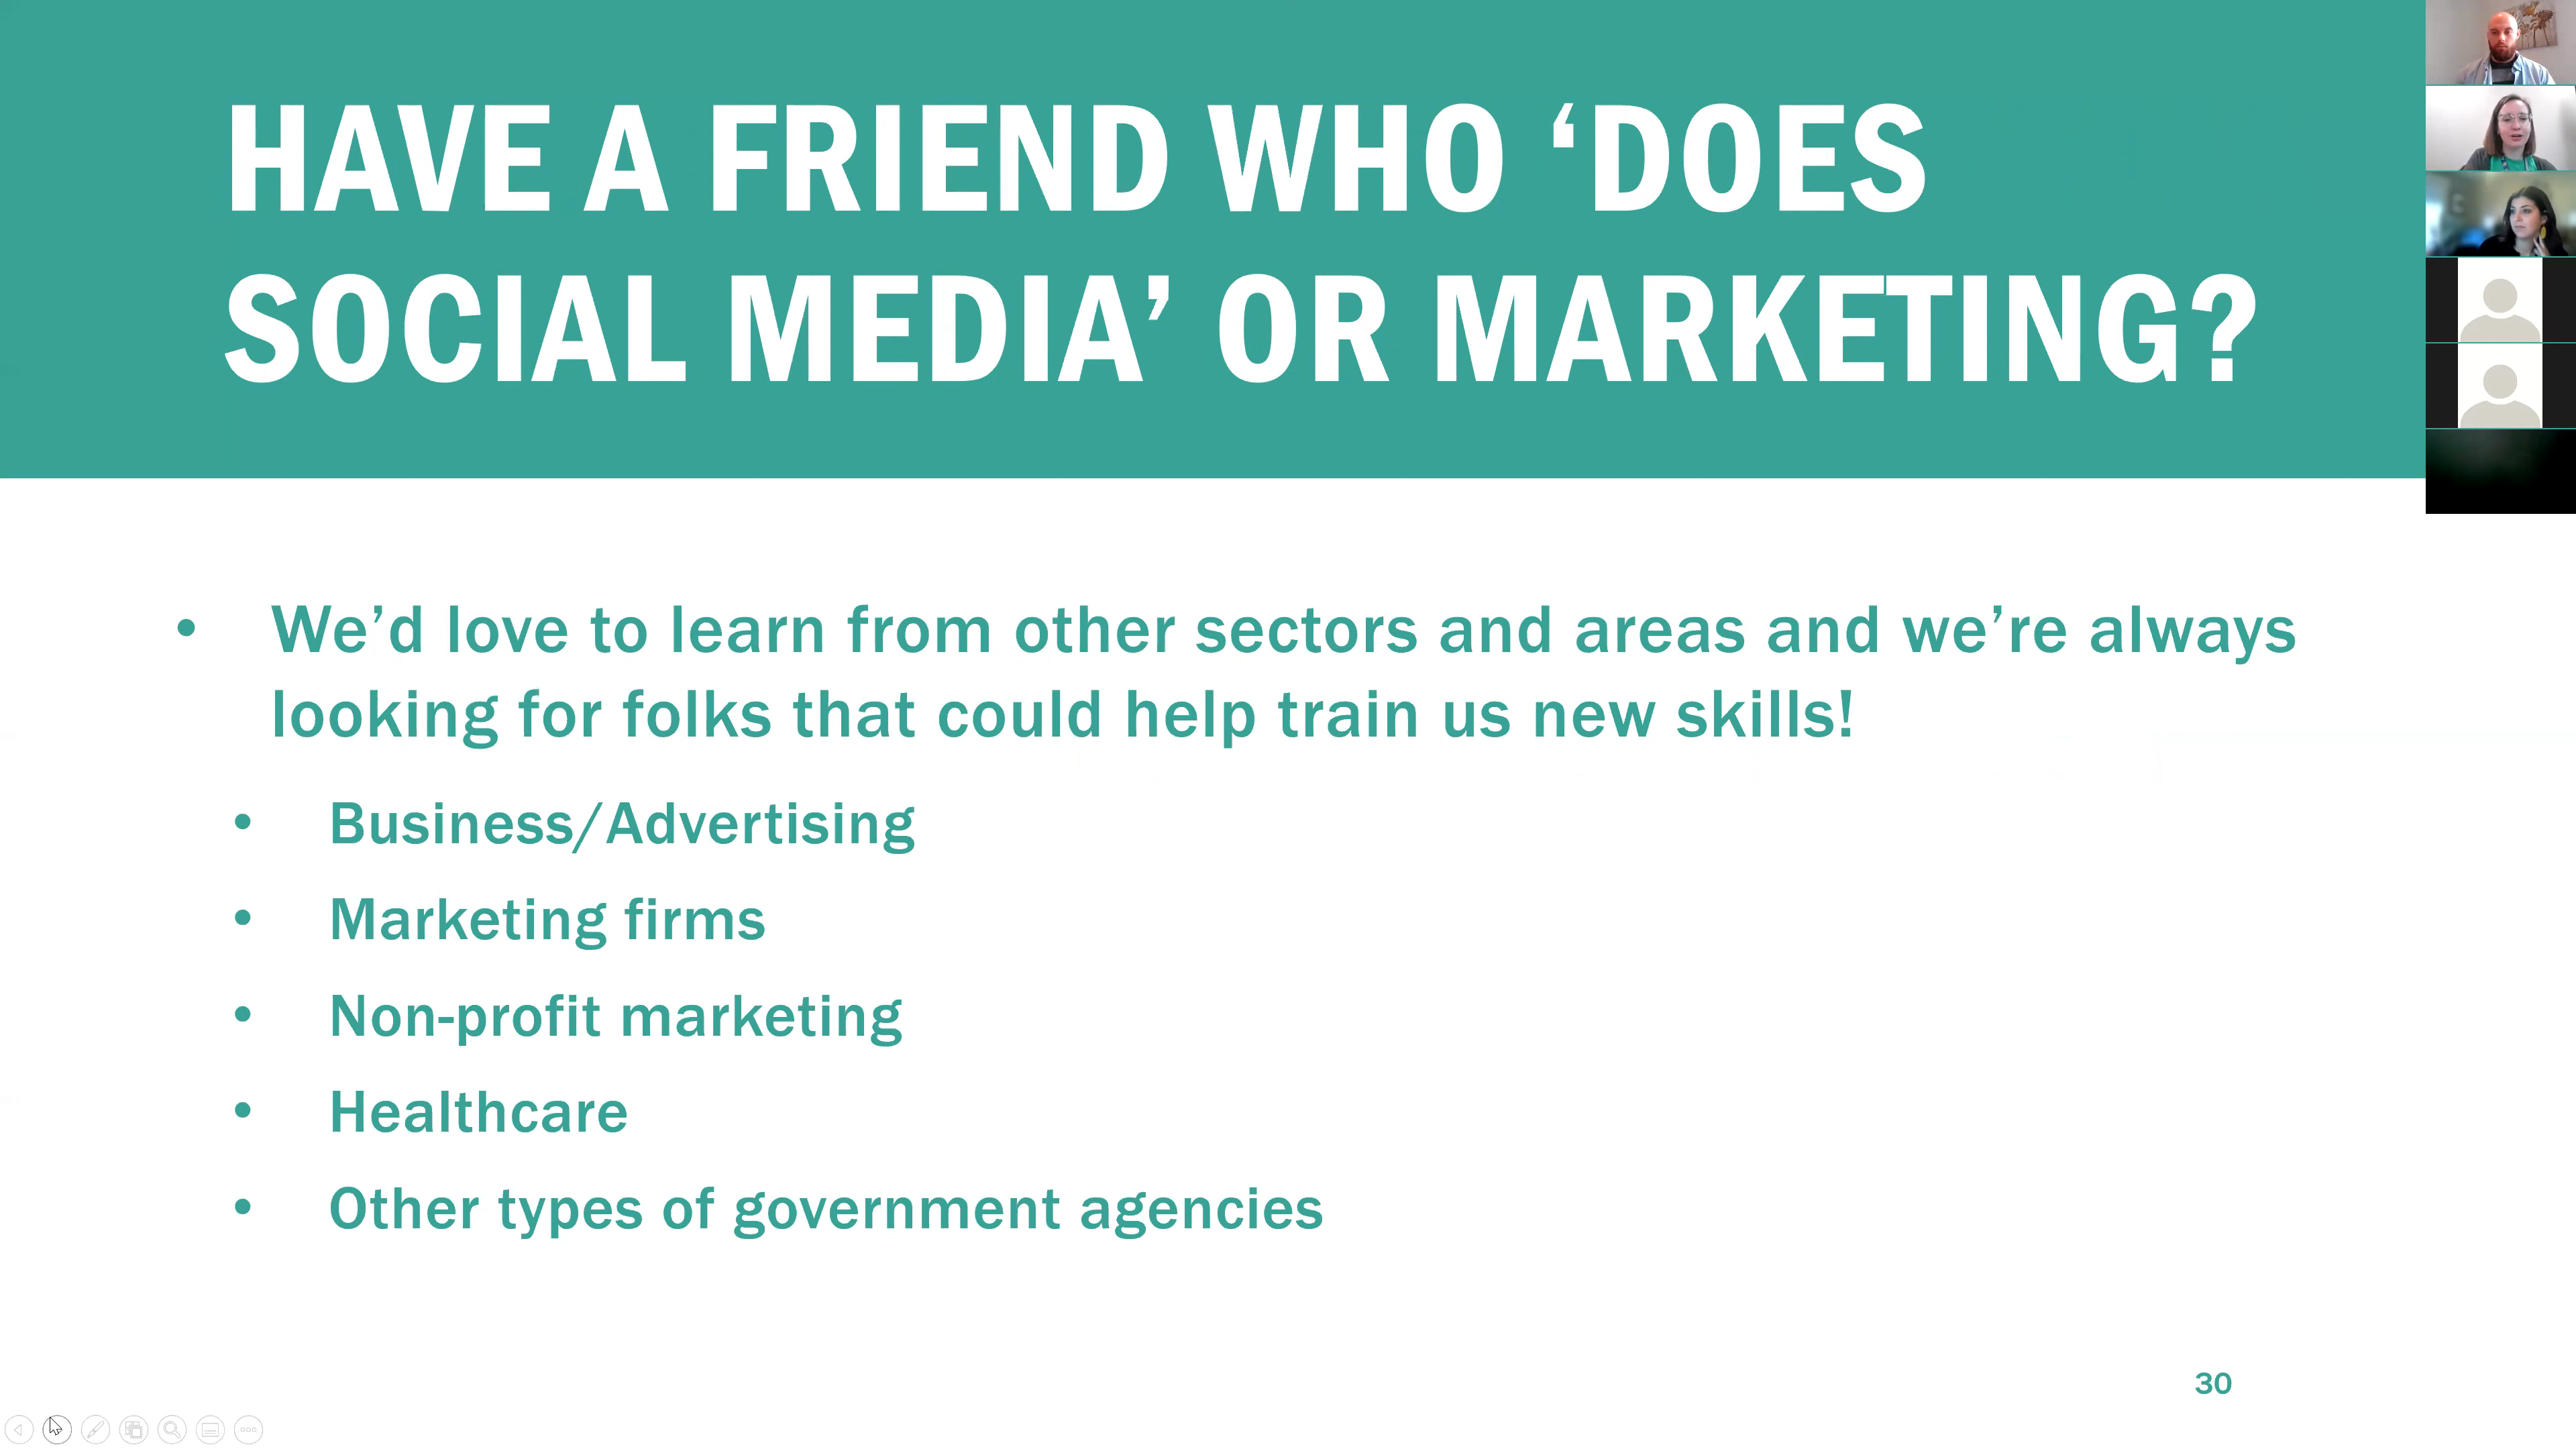 HAVE A FRIEND WHO ‘DOES
SOCIAL MEDIA’ OR MARKETING?
• We’d love to learn from other sectors and areas and we’re always
looking for folks that could help train us new skills!
• Business/Advertising
• Marketing firms
• Non-profit marketing
• Healthcare
• Other types of government agencies
30